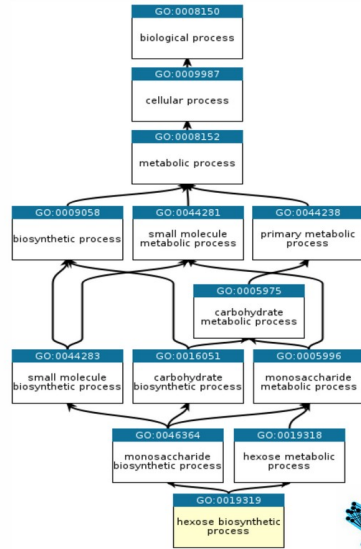 GO:0008150
biological process
GO:0009987
cellular process
GO:0008152
metabolic process
GO:0009058
biosynthetic process
GO:0044281
small molecule
metabolic process
GO:0044238
primary metabolic
process
GO:0005975
carbohydrate
metabolic process
GO:0044283
small molecule
biosynthetic process
GO:0016051
carbohydrate
biosynthetic process
GO:0005996
monosaccharide
metabolic process
GO:0046364
monosaccharide
biosynthetic process
GO:0019318
hexose metabolic
process
GO:0019319
hexose biosynthetic
process